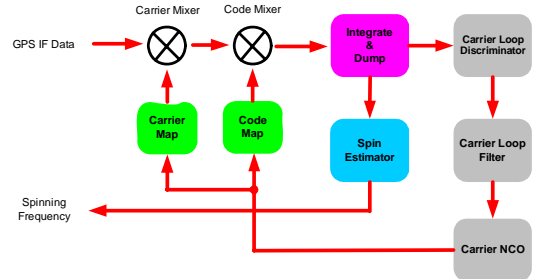 Carrier Mixer
Code Mixer
GPS IF Data
Integrate
&
Dump
Carrier Loop
Discriminator
Carrier
Map
Code
Map
Spin
Estimator
Carrier Loop
Filter
Spinning
Frequency
Carrier NCO